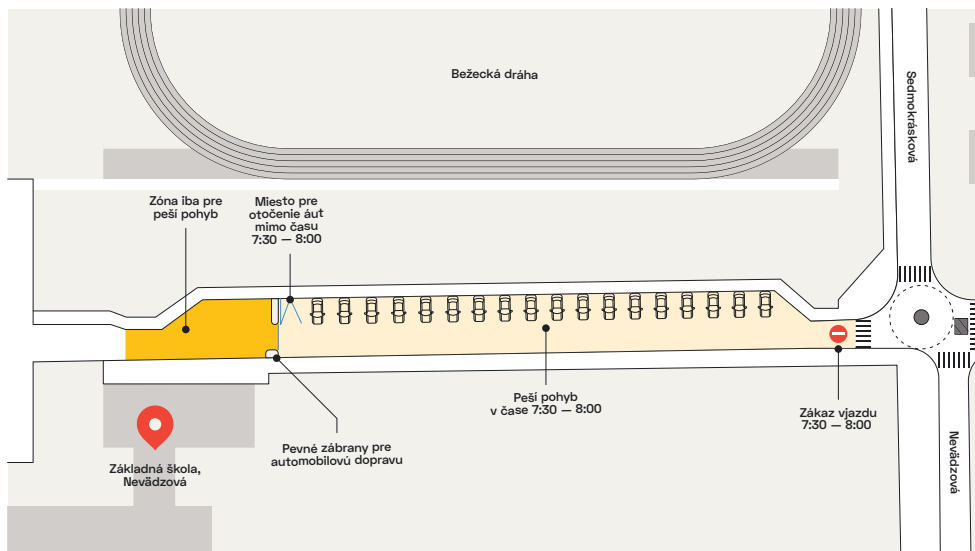 Bežecká dráha
Sedmokrásková
Zóna iba pre
peší pohyb
Miesto pre
otočenie áut
mimo času
7:30 — 8:00
Peší pohyb
v čase 7:30 — 8:00
Zákaz vjazdu
7:30 — 8:00
Pevné zábrany pre
automobilovú dopravu
Základná škola,
Nevädzová
Nevädzová